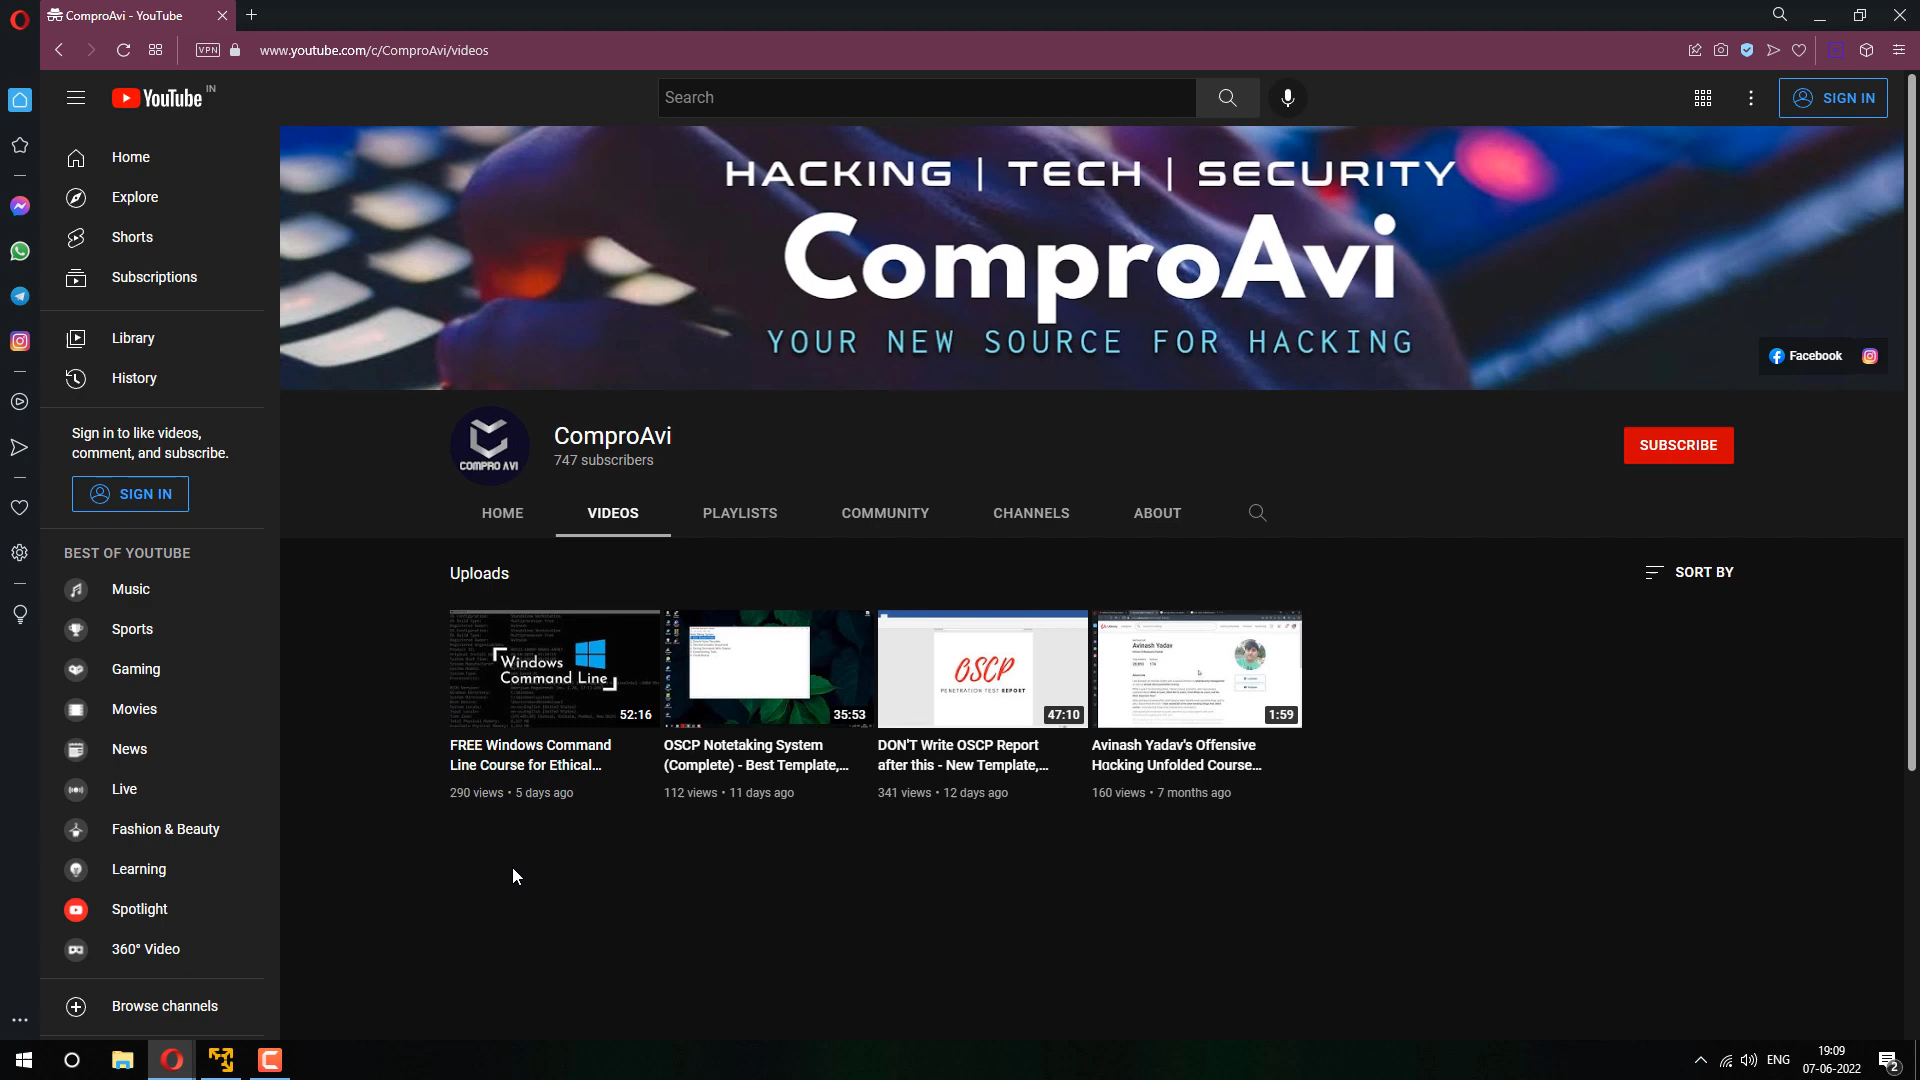 ComproAvi - YouTube
VPN
www.youtube.com/c/ComproAvi/videos
YouTube IN
Search
SIGN IN
Home
Explore
Shorts
Subscriptions
Library
History
Sign in to like videos,
comment, and subscribe.
SIGN IN
BEST OF YOUTUBE
Music
Sports
Gaming
Movies
News
Live
Fashion & Beauty
Learning
Spotlight
360° Video
Browse channels
HACKING | TECH | SECURITY
ComproAvi
YOUR NEW SOURCE FOR HACKING
Facebook
COMPRO AVI
ComproAvi
747 subscribers
SUBSCRIBE
HOME
VIDEOS
PLAYLISTS
COMMUNITY
CHANNELS
ABOUT
Uploads
SORT BY
Windows
Command Line
52:16
FREE Windows Command
Line Course for Ethical...
290 views • 5 days ago
35:53
OSCP Notetaking System
(Complete) - Best Template,...
112 views • 11 days ago
OSCP
PENETRATION TEST REPORT
47:10
DON'T Write OSCP Report
after this - New Template,...
341 views • 12 days ago
Avinash Yadav
1:59
Avinash Yadav's Offensive
Hacking Unfolded Course...
160 views • 7 months ago
ENG
19:09
07-06-2022
2